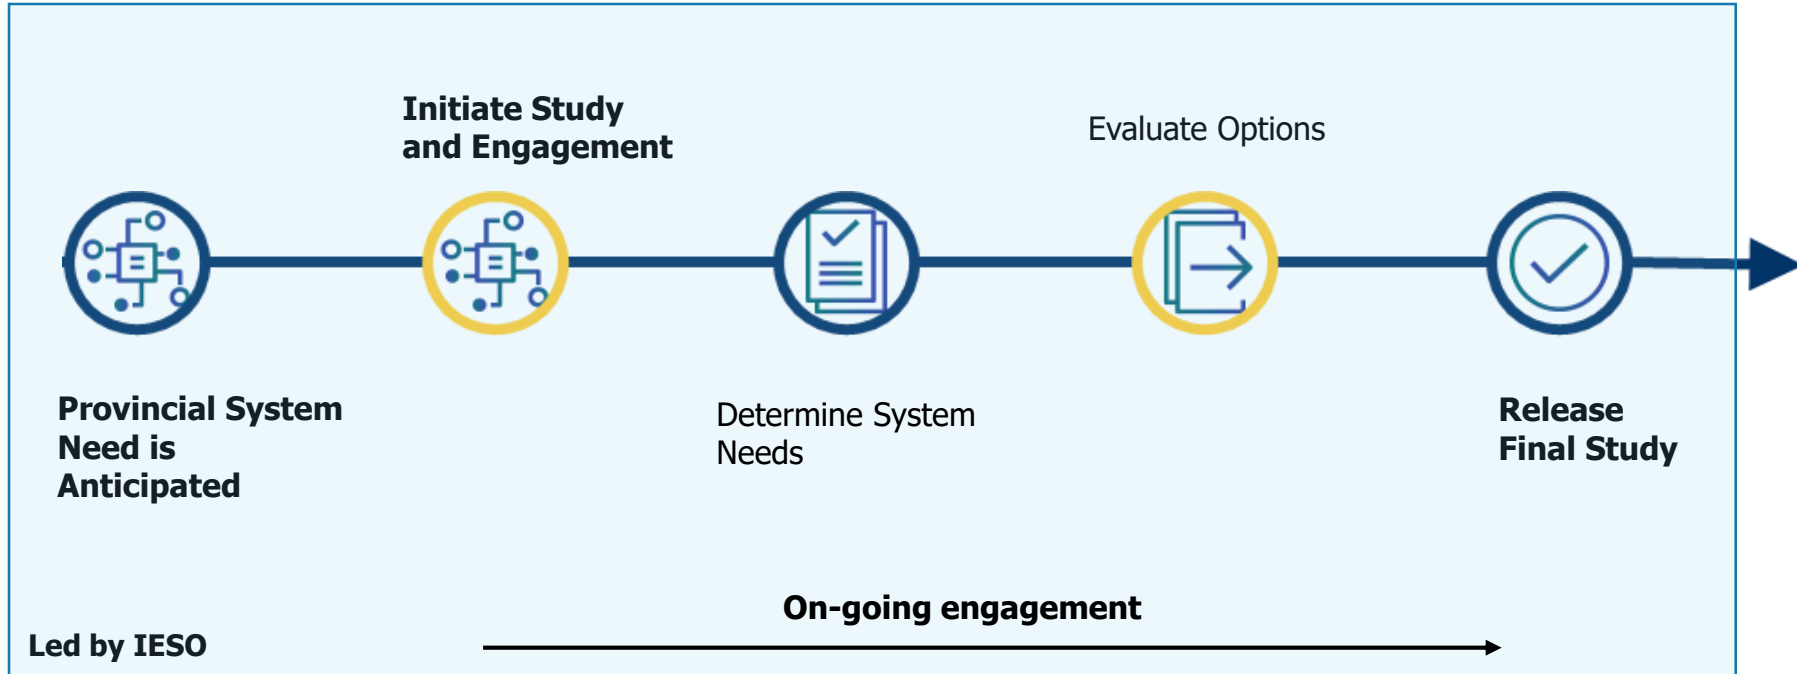 Initiate Study
and Engagement
Evaluate Options
Provincial System
Need is
Anticipated
Determine System
Needs
Release
Final Study
On-going engagement
Led by IESO